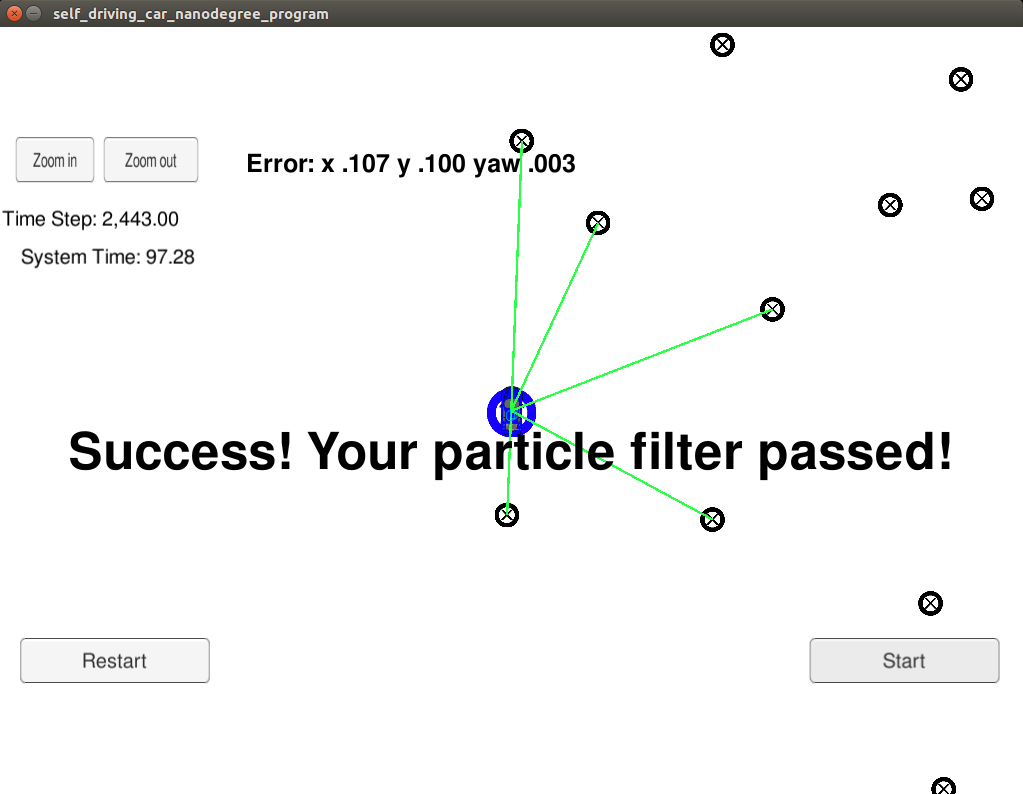 self_driving_car_nanodegree_program
Zoom in
Zoom out
Error: x .107 y .100 yaw .003
Time Step: 2,443.00
System Time: 97.28
Success! Your particle filter passed!
Restart
Start